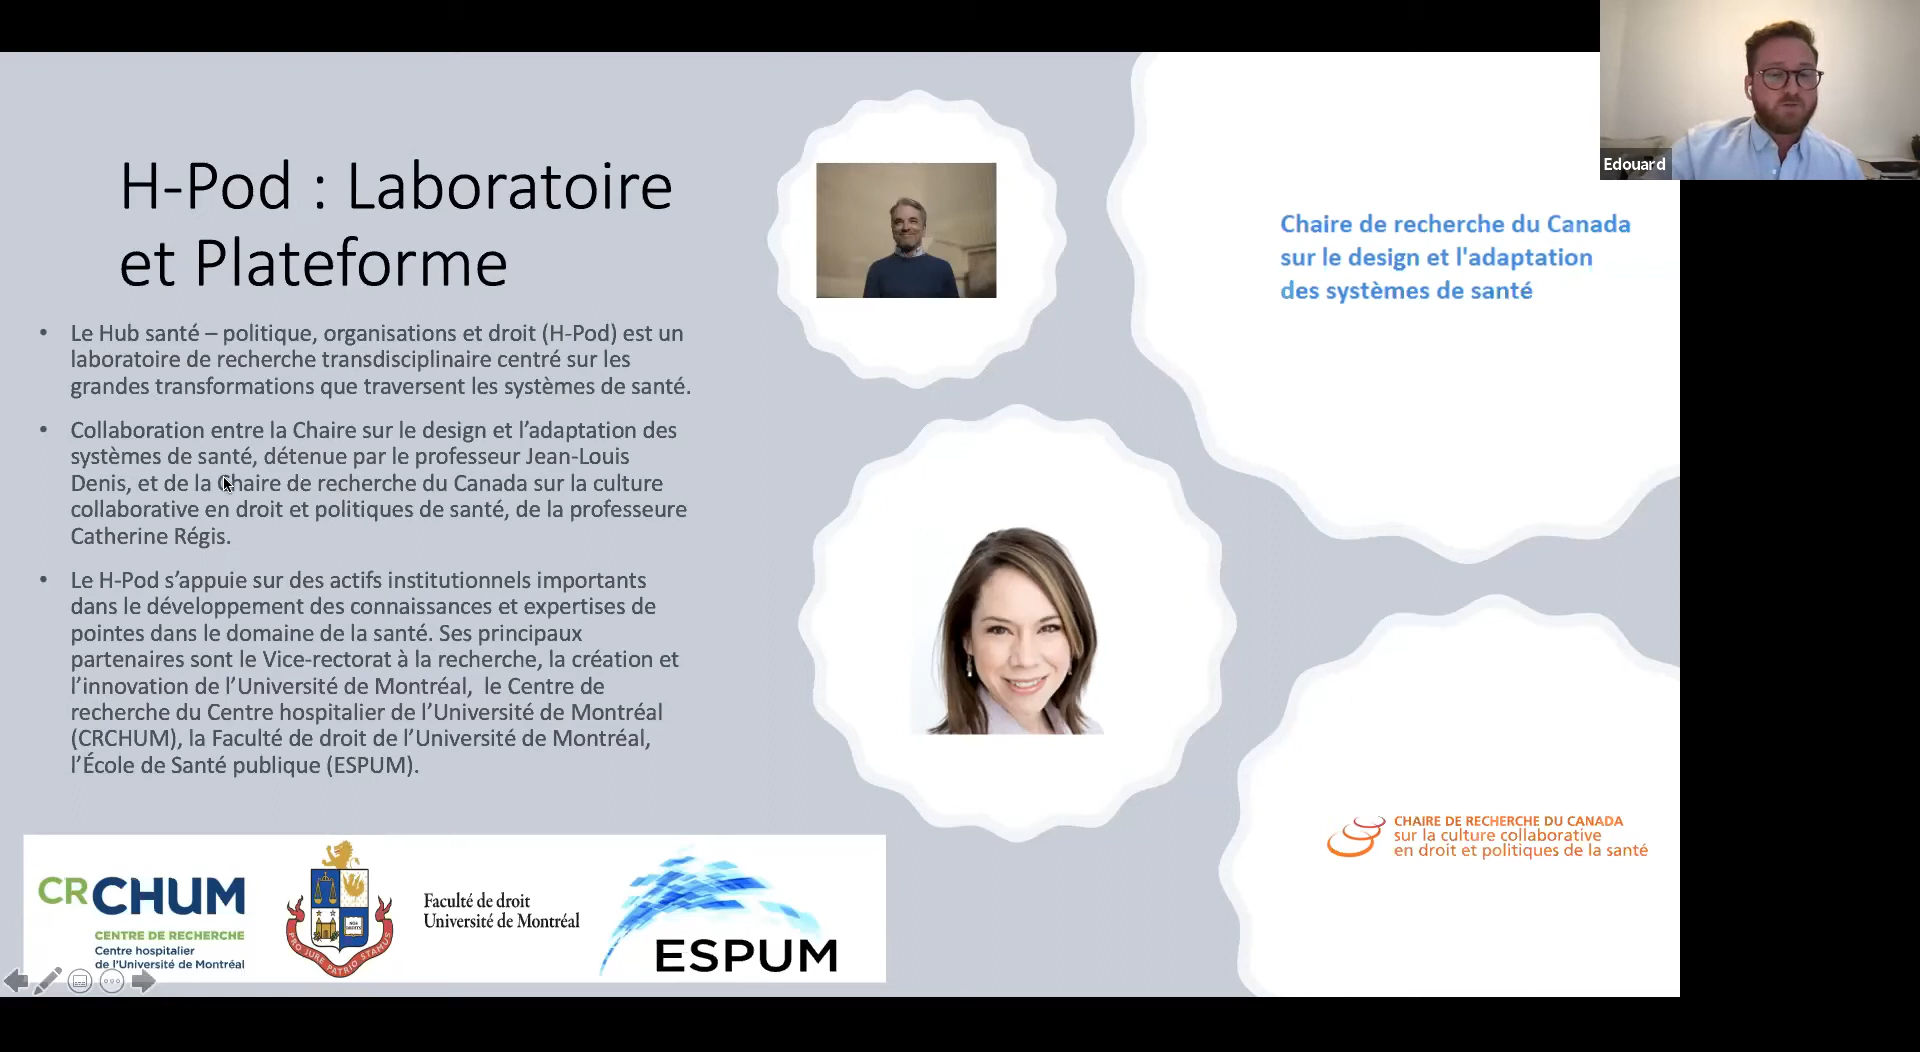 H-Pod : Laboratoire
et Plateforme
• Le Hub santé – politique, organisations et droit (H-Pod) est un
laboratoire de recherche transdisciplinaire centré sur les
grandes transformations que traversent les systèmes de santé.
• Collaboration entre la Chaire sur le design et l’adaptation des
systèmes de santé, détenue par le professeur Jean-Louis
Denis, et de la Chaire de recherche du Canada sur la culture
collaborative en droit et politiques de santé, de la professeure
Catherine Régis.
• Le H-Pod s’appuie sur des actifs institutionnels importants
dans le développement des connaissances et expertises de
pointes dans le domaine de la santé. Ses principaux
partenaires sont le Vice-rectorat à la recherche, la création et
l’innovation de l’Université de Montréal,  le Centre de
recherche du Centre hospitalier de l’Université de Montréal
(CRCHUM), la Faculté de droit de l’Université de Montréal,
l’École de Santé publique (ESPUM).
CRCHUM
CENTRE DE RECHERCHE
Centre hospitalier
de l’Université de Montréal
PRO JURE PATRIO STAMUS
Faculté de droit
Université de Montréal
ESPUM
Chaire de recherche du Canada
sur le design et l'adaptation
des systèmes de santé
CHAIRE DE RECHERCHE DU CANADA
sur la culture collaborative
en droit et politiques de la santé
Edouard